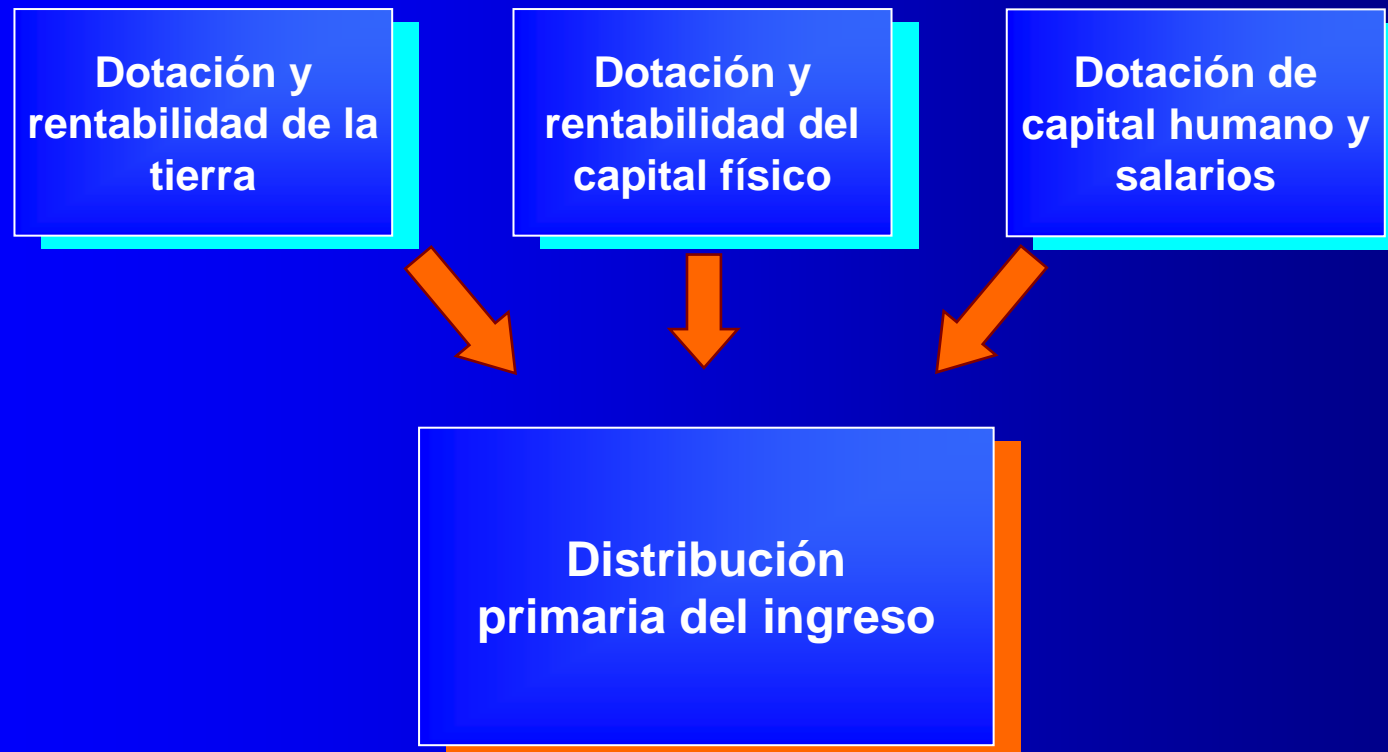 Dotación y
rentabilidad de la
tierra
Dotación y
rentabilidad del
capital físico
Dotación de
capital humano y
salarios
Distribución
primaria del ingreso